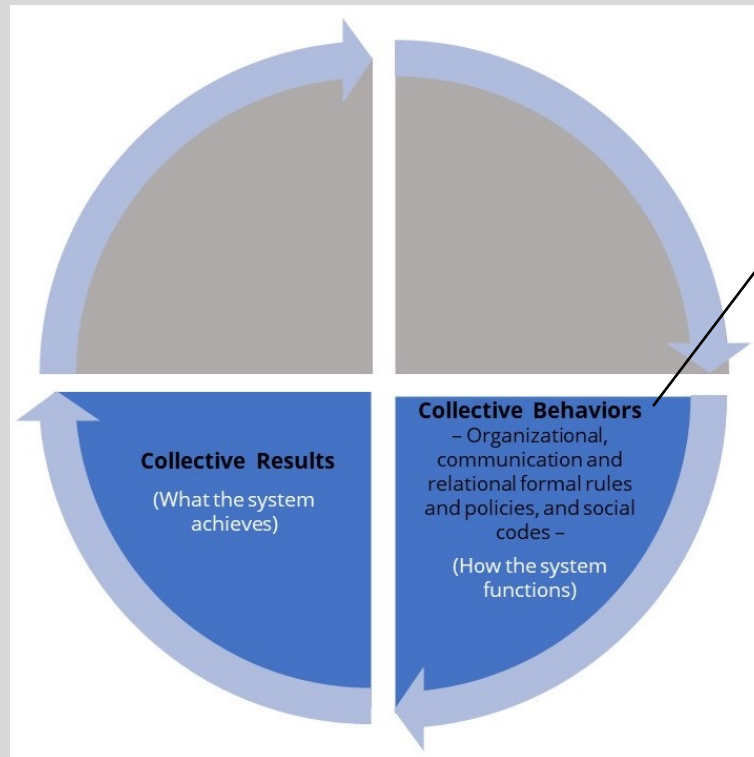 Collective Results
(What the system
achieves)
Collective Behaviors
– Organizational,
communication and
relational formal rules
and policies, and social
codes –
(How the system
functions)